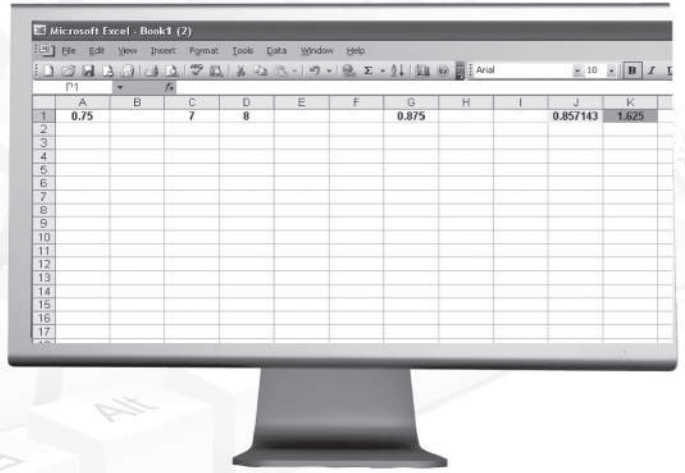 Microsoft Excel - Book1 (2)
File Edit View Insert Format Tools Data Window Help
Arial 10 B I
P1 fx
A B C D E F G H I J K
1 0.75 7 8 0.875 0.857143 1.625
2
3
4
5
6
7
8
9
10
11
12
13
14
15
16
17
Alt